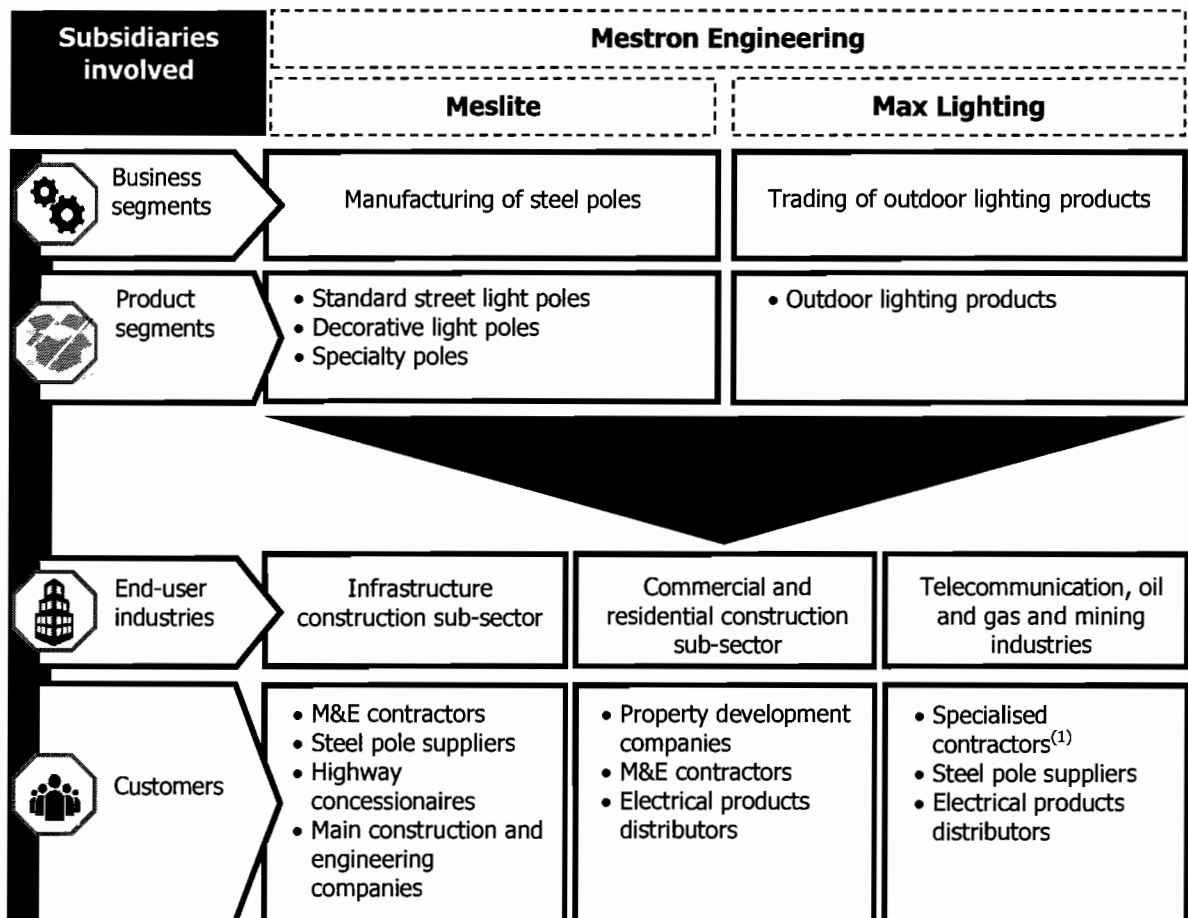 Subsidiaries
involved
Mestron Engineering
Meslite
Max Lighting
Business
segments
Manufacturing of steel poles
Trading of outdoor lighting products
Product
segments
• Standard street light poles
• Decorative light poles
• Specialty poles
• Outdoor lighting products
End-user
industries
Infrastructure
construction sub-sector
Commercial and
residential construction
sub-sector
Telecommunication, oil
and gas and mining
industries
Customers
• M&E contractors
• Steel pole suppliers
• Highway
concessionaires
• Main construction and
engineering
companies
• Property development
companies
• M&E contractors
• Electrical products
distributors
• Specialised
contractors(1)
• Steel pole suppliers
• Electrical products
distributors